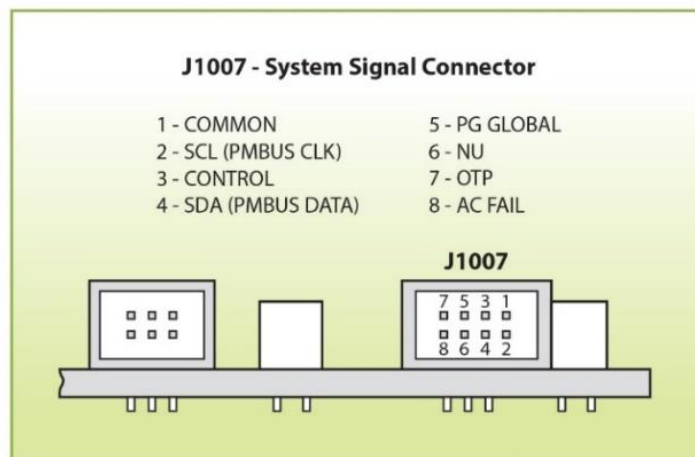 J1007 - System Signal Connector
1 - COMMON
2 - SCL (PMBUS CLK)
3 - CONTROL
4 - SDA (PMBUS DATA)
5 - PG GLOBAL
6 - NU
7 - OTP
8 - AC FAIL
J1007
7 5 3 1
8 6 4 2